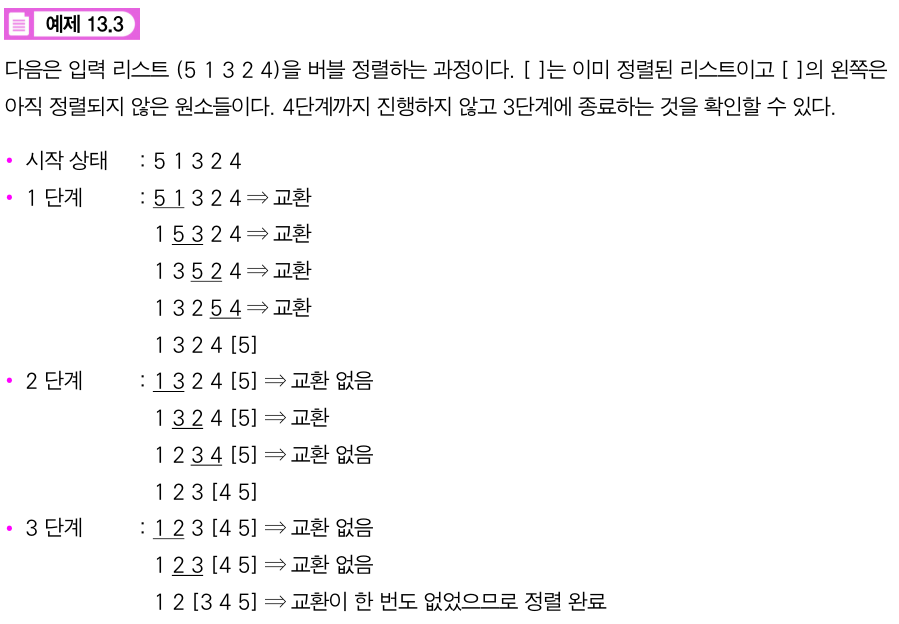 예제 13.3
다음은 입력 리스트 (5 1 3 2 4)을 버블 정렬하는 과정이다. [ ]는 이미 정렬된 리스트이고 [ ]의 왼쪽은
아직 정렬되지 않은 원소들이다. 4단계까지 진행하지 않고 3단계에 종료하는 것을 확인할 수 있다.
• 시작 상태 : 5 1 3 2 4
• 1 단계 : 5 1 3 2 4 ⇒ 교환
1 5 3 2 4 ⇒ 교환
1 3 5 2 4 ⇒ 교환
1 3 2 5 4 ⇒ 교환
1 3 2 4 [5]
• 2 단계 : 1 3 2 4 [5] ⇒ 교환 없음
1 3 2 4 [5] ⇒ 교환
1 2 3 4 [5] ⇒ 교환 없음
1 2 3 [4 5]
• 3 단계 : 1 2 3 [4 5] ⇒ 교환 없음
1 2 3 [4 5] ⇒ 교환 없음
1 2 [3 4 5] ⇒ 교환이 한 번도 없었으므로 정렬 완료